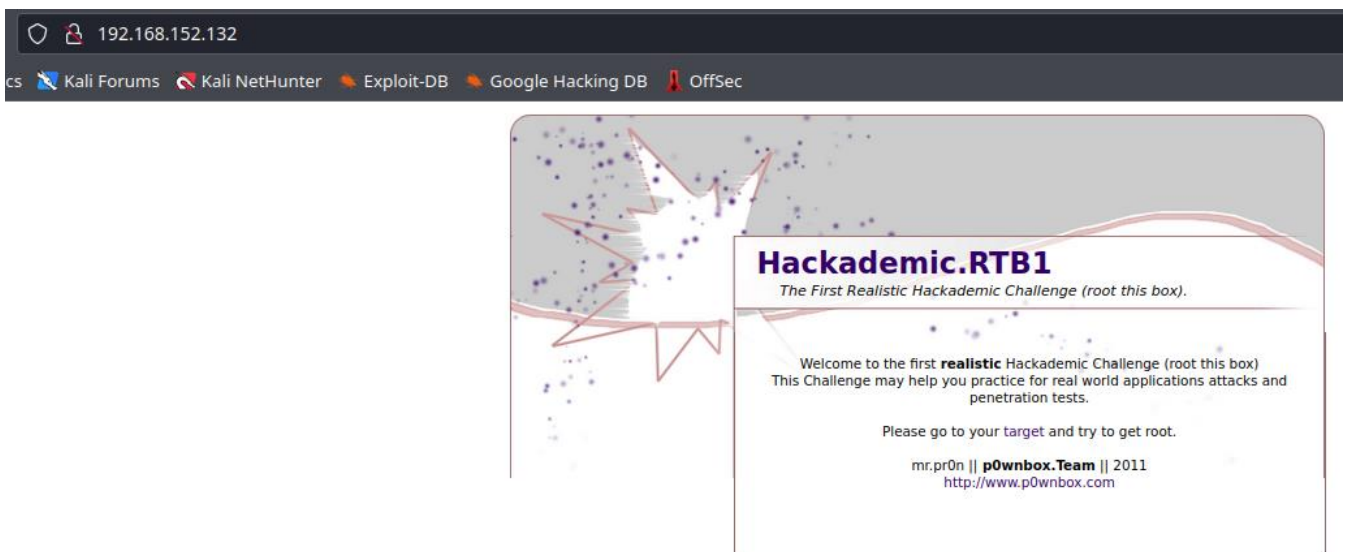 192.168.152.132
cs Kali Forums Kali NetHunter Exploit-DB Google Hacking DB OffSec
Hackademic.RTB1
The First Realistic Hackademic Challenge (root this box).
Welcome to the first realistic Hackademic Challenge (root this box)
This Challenge may help you practice for real world applications attacks and
penetration tests.
Please go to your target and try to get root.
mr.pr0n || p0wnbox.Team || 2011
http://www.p0wnbox.com